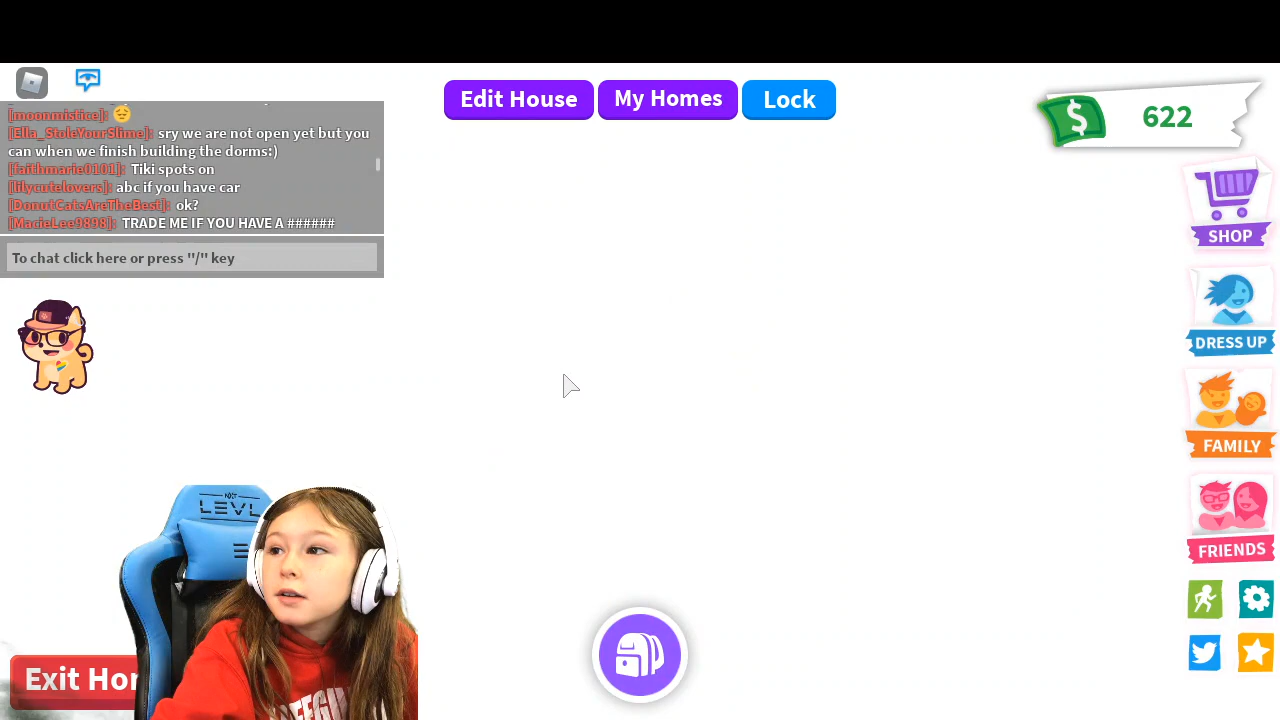 Edit House
My Homes
Lock
622
[moonmistice]: 😔
[Ella_StoleYourSlime]: sry we are not open yet but you
can when we finish building the dorms:)
[faithmarie0101]: Tiki spots on
[lilycutelovers]: abc if you have car
[DonutCatsAreTheBest]: ok?
[MacieLee9898]: TRADE ME IF YOU HAVE A ######
To chat click here or press "/" key
SHOP
DRESS UP
FAMILY
FRIENDS
LEVL
Exit Hor